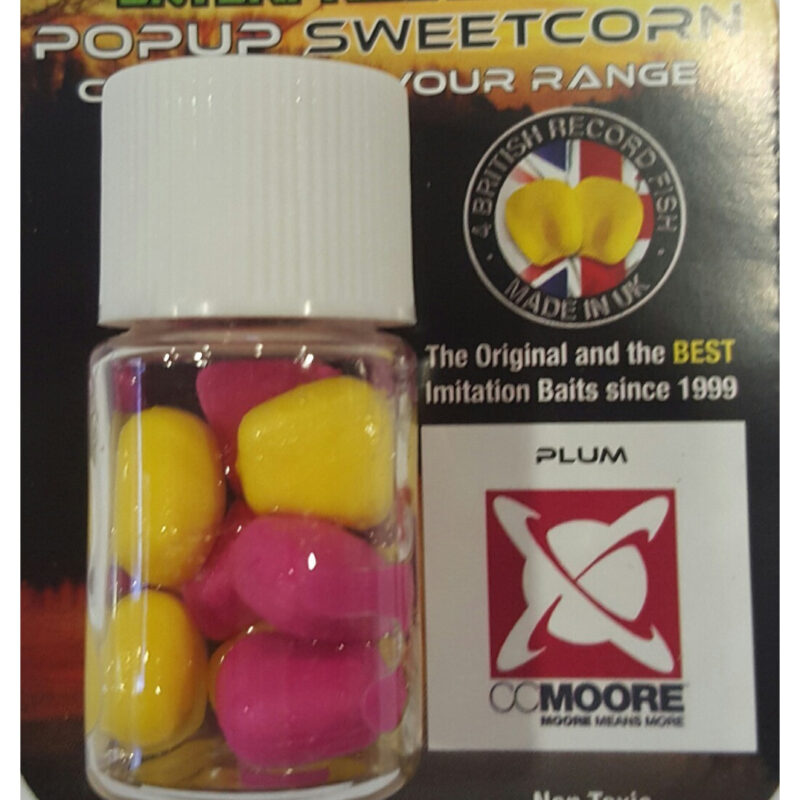 POPUP SWEETCORN
YOUR RANGE
4 BRITISH RECORD FISH
MADE IN UK
The Original and the BEST
Imitation Baits since 1999
PLUM
CCMOORE
MOORE MEANS MORE
Non Toxic